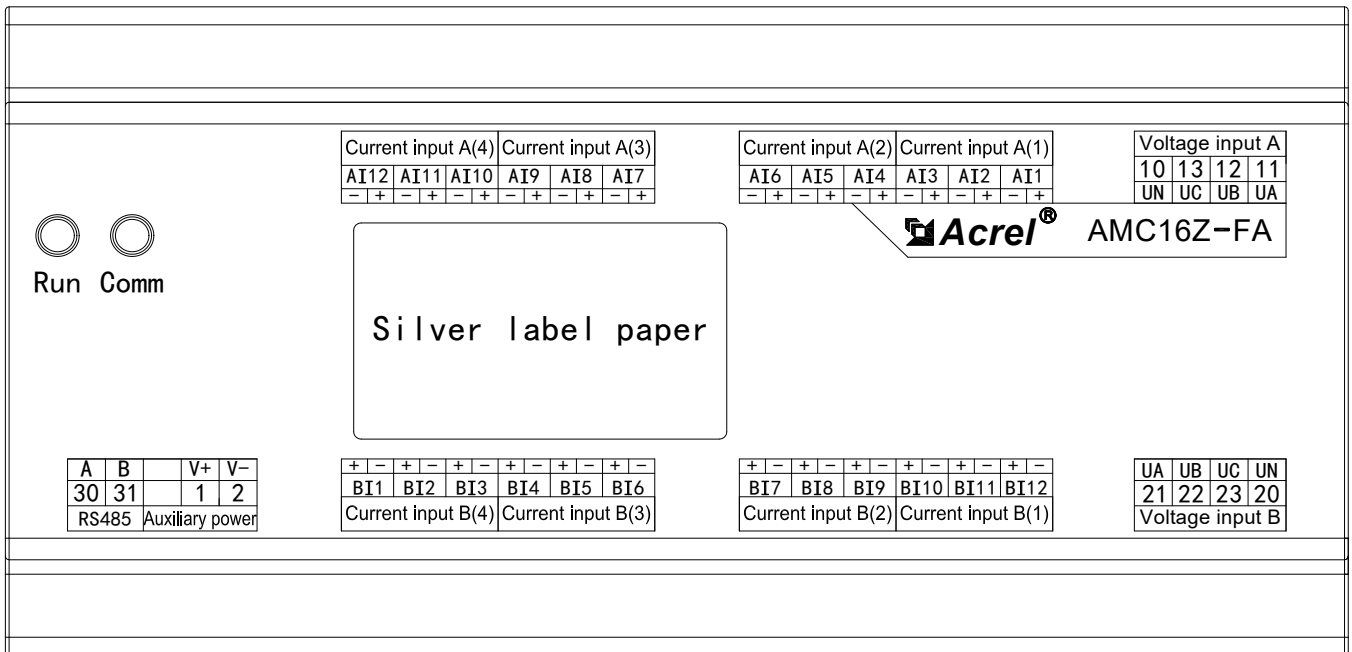 Current input A(4) Current input A(3) Current input A(2) Current input A(1) Voltage input A
AI12 AI11 AI10 AI9 AI8 AI7 AI6 AI5 AI4 AI3 AI2 AI1 10 13 12 11
- + - + - + - + - + - + - + - + - + - + - + - + UN UC UB UA
Acrel® AMC16Z-FA
Run Comm
Silver label paper
A B V+ V- + - + - + - + - + - + - + - + - + - + - + - + - UA UB UC UN
30 31 1 2 BI1 BI2 BI3 BI4 BI5 BI6 BI7 BI8 BI9 BI10 BI11 BI12 21 22 23 20
RS485 Auxiliary power Current input B(4) Current input B(3) Current input B(2) Current input B(1) Voltage input B